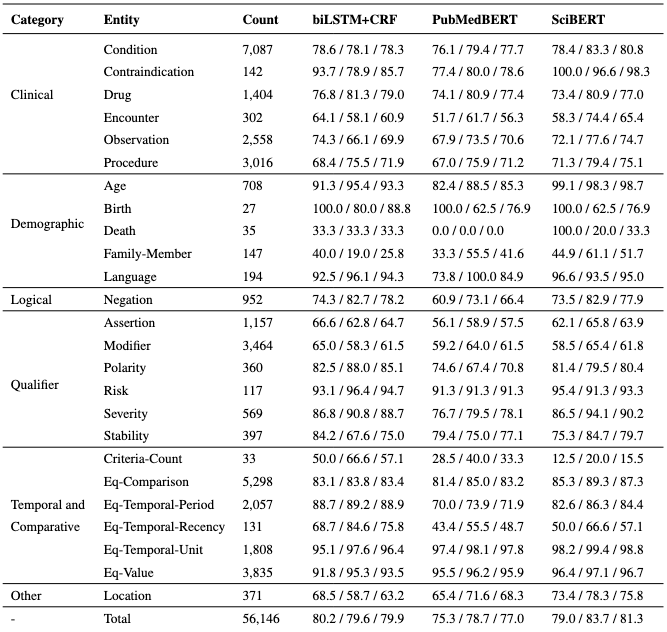 Category Entity Count biLSTM+CRF PubMedBERT SciBERT
Condition 7,087 78.6 / 78.1 / 78.3 76.1 / 79.4 / 77.7 78.4 / 83.3 / 80.8
Contraindication 142 93.7 / 78.9 / 85.7 77.4 / 80.0 / 78.6 100.0 / 96.6 / 98.3
Clinical Drug 1,404 76.8 / 81.3 / 79.0 74.1 / 80.9 / 77.4 73.4 / 80.9 / 77.0
Encounter 302 64.1 / 58.1 / 60.9 51.7 / 61.7 / 56.3 58.3 / 74.4 / 65.4
Observation 2,558 74.3 / 66.1 / 69.9 67.9 / 73.5 / 70.6 72.1 / 77.6 / 74.7
Procedure 3,016 68.4 / 75.5 / 71.9 67.0 / 75.9 / 71.2 71.3 / 79.4 / 75.1
Age 708 91.3 / 95.4 / 93.3 82.4 / 88.5 / 85.3 99.1 / 98.3 / 98.7
Birth 27 100.0 / 80.0 / 88.8 100.0 / 62.5 / 76.9 100.0 / 62.5 / 76.9
Demographic Death 35 33.3 / 33.3 / 33.3 0.0 / 0.0 / 0.0 100.0 / 20.0 / 33.3
Family-Member 147 40.0 / 19.0 / 25.8 33.3 / 55.5 / 41.6 44.9 / 61.1 / 51.7
Language 194 92.5 / 96.1 / 94.3 73.8 / 100.0 84.9 96.6 / 93.5 / 95.0
Logical Negation 952 74.3 / 82.7 / 78.2 60.9 / 73.1 / 66.4 73.5 / 82.9 / 77.9
Assertion 1,157 66.6 / 62.8 / 64.7 56.1 / 58.9 / 57.5 62.1 / 65.8 / 63.9
Modifier 3,464 65.0 / 58.3 / 61.5 59.2 / 64.0 / 61.5 58.5 / 65.4 / 61.8
Polarity 360 82.5 / 88.0 / 85.1 74.6 / 67.4 / 70.8 81.4 / 79.5 / 80.4
Qualifier Risk 117 93.1 / 96.4 / 94.7 91.3 / 91.3 / 91.3 95.4 / 91.3 / 93.3
Severity 569 86.8 / 90.8 / 88.7 76.7 / 79.5 / 78.1 86.5 / 94.1 / 90.2
Stability 397 84.2 / 67.6 / 75.0 79.4 / 75.0 / 77.1 75.3 / 84.7 / 79.7
Criteria-Count 33 50.0 / 66.6 / 57.1 28.5 / 40.0 / 33.3 12.5 / 20.0 / 15.5
Eq-Comparison 5,298 83.1 / 83.8 / 83.4 81.4 / 85.0 / 83.2 85.3 / 89.3 / 87.3
Temporal and Eq-Temporal-Period 2,057 88.7 / 89.2 / 88.9 70.0 / 73.9 / 71.9 82.6 / 86.3 / 84.4
Comparative Eq-Temporal-Recency 131 68.7 / 84.6 / 75.8 43.4 / 55.5 / 48.7 50.0 / 66.6 / 57.1
Eq-Temporal-Unit 1,808 95.1 / 97.6 / 96.4 97.4 / 98.1 / 97.8 98.2 / 99.4 / 98.8
Eq-Value 3,835 91.8 / 95.3 / 93.5 95.5 / 96.2 / 95.9 96.4 / 97.1 / 96.7
Other Location 371 68.5 / 58.7 / 63.2 65.4 / 71.6 / 68.3 73.4 / 78.3 / 75.8
- Total 56,146 80.2 / 79.6 / 79.9 75.3 / 78.7 / 77.0 79.0 / 83.7 / 81.3